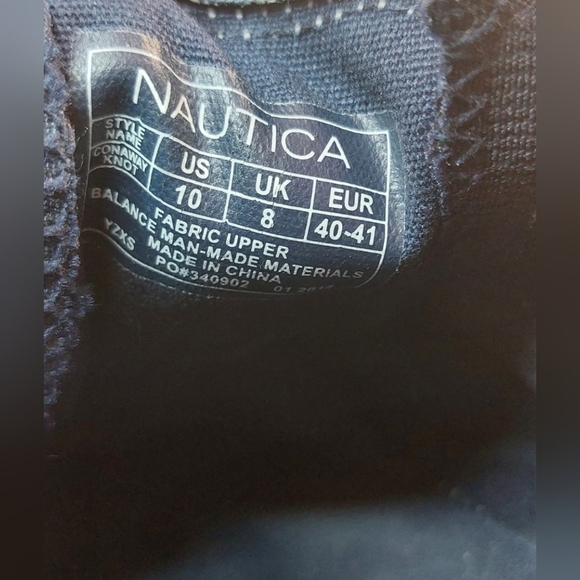 NAUTICA
STYLE NAME US UK EUR
CONAWAY KNOT 10 8 40-41
FABRIC UPPER
BALANCE MAN-MADE MATERIALS
YZXS MADE IN CHINA
PO#340902